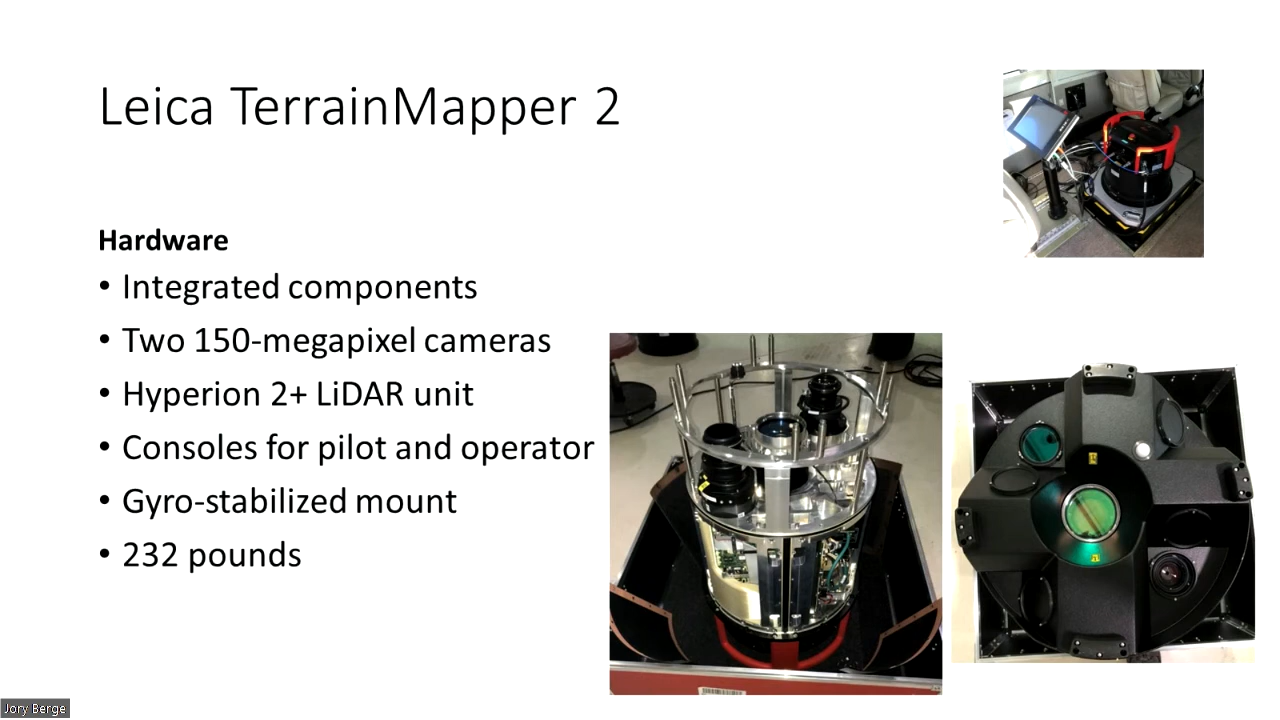 Leica TerrainMapper 2
Hardware
• Integrated components
• Two 150-megapixel cameras
• Hyperion 2+ LiDAR unit
• Consoles for pilot and operator
• Gyro-stabilized mount
• 232 pounds
Jory Berge